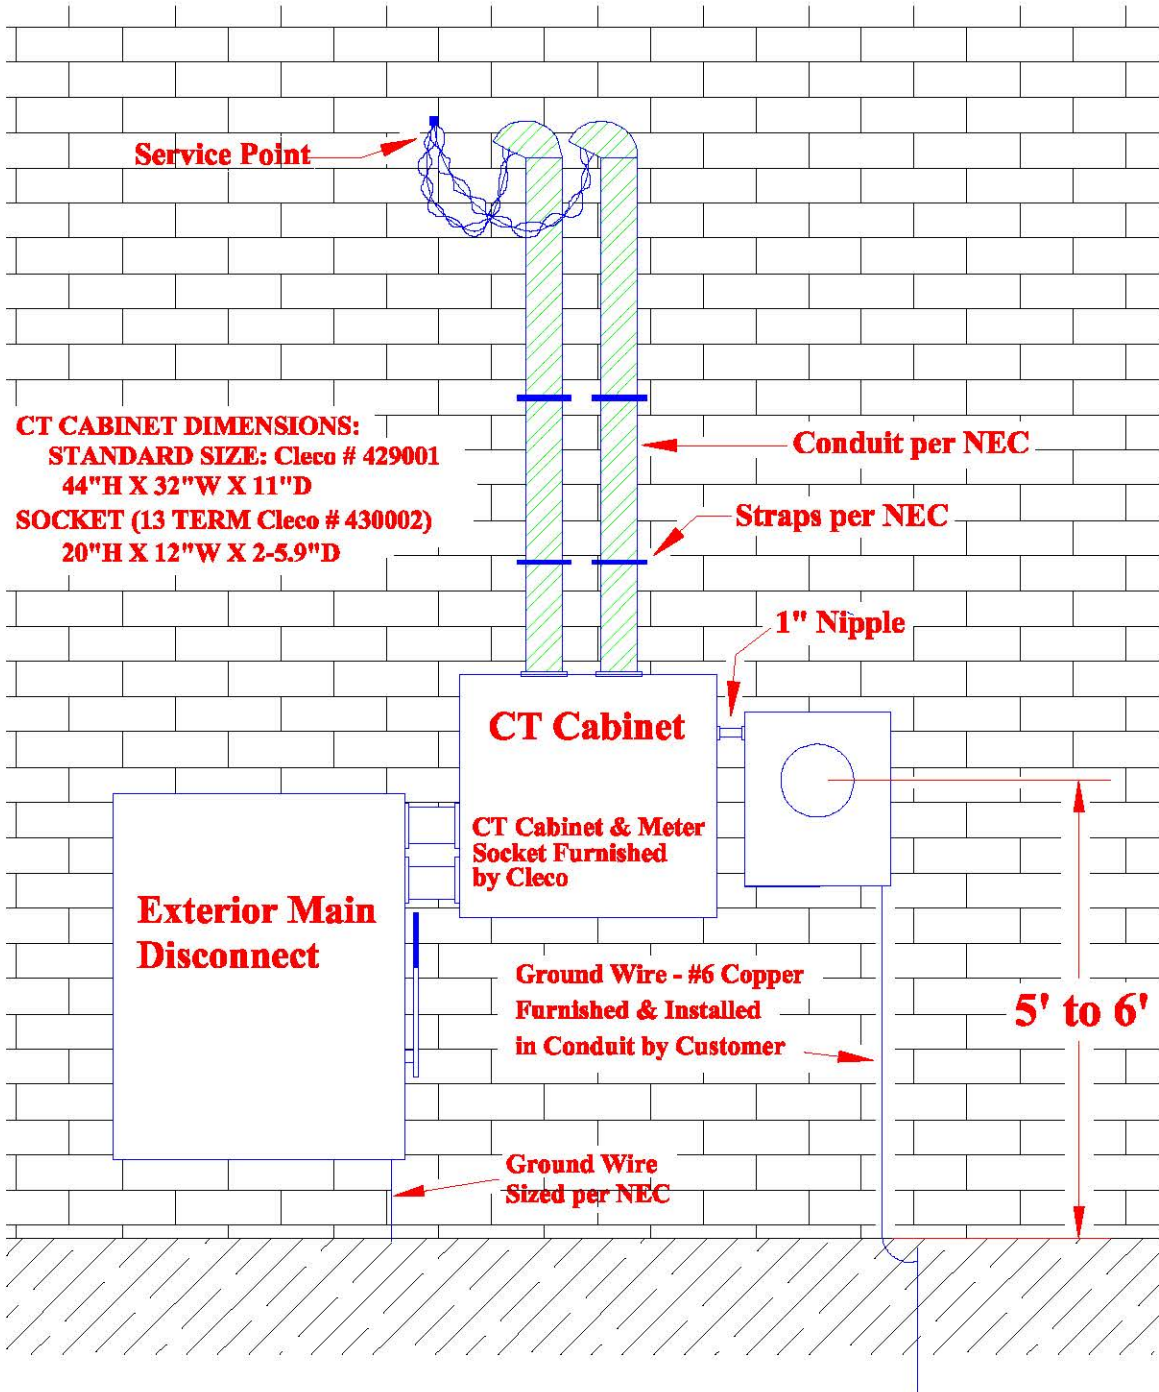 Service Point
CT CABINET DIMENSIONS:
STANDARD SIZE: Cleco # 429001
44"H X 32"W X 11"D
SOCKET (13 TERM Cleco # 430002)
20"H X 12"W X 2-5.9"D
Conduit per NEC
Straps per NEC
1" Nipple
CT Cabinet
CT Cabinet & Meter
Socket Furnished
by Cleco
Exterior Main
Disconnect
Ground Wire - #6 Copper
Furnished & Installed
in Conduit by Customer
5' to 6'
Ground Wire
Sized per NEC